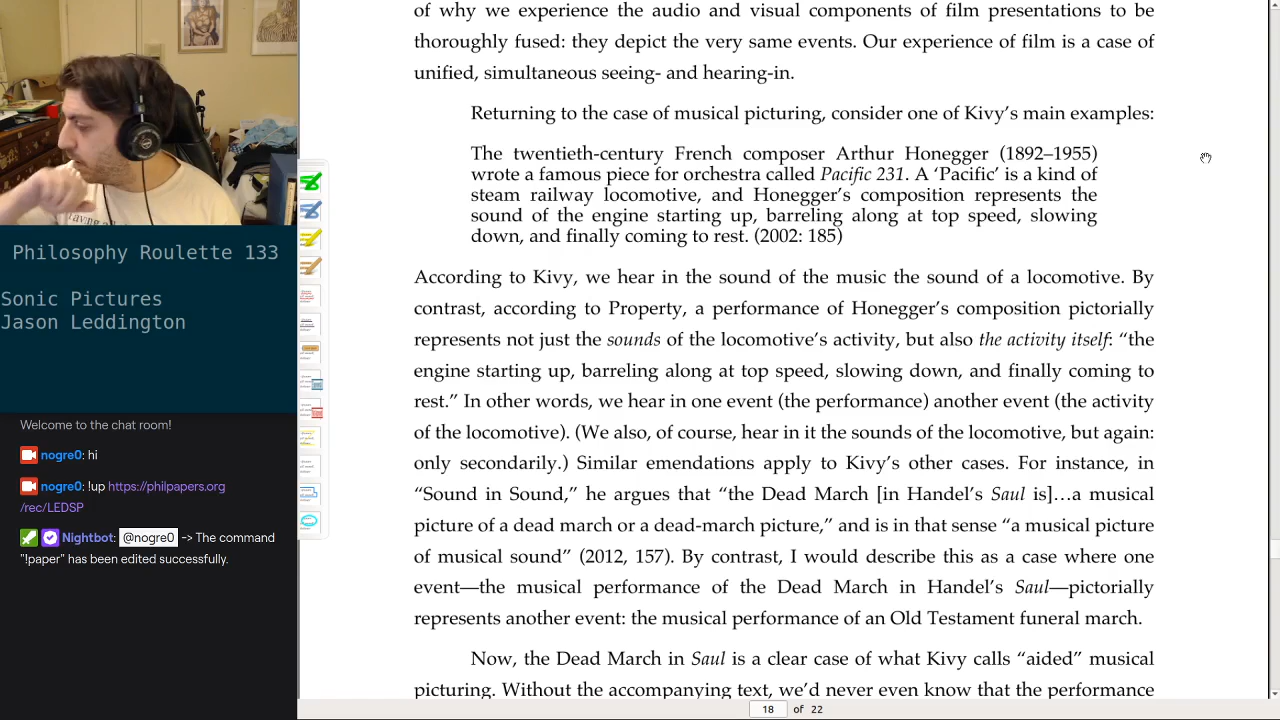 of why we experience the audio and visual components of film presentations to be
thoroughly fused: they depict the very same events. Our experience of film is a case of
unified, simultaneous seeing- and hearing-in.
Returning to the case of musical picturing, consider one of Kivy's main examples:
The twentieth-century French composer Arthur Honegger (1892–1955)
wrote a famous piece for orchestra called Pacific 231. A 'Pacific' is a kind of
steam railway locomotive, and Honegger's composition represents the
sound of the engine starting up, barreling along at top speed, slowing
down, and finally coming to rest. (2002: 185)
According to Kivy, we hear in the sound of the music the sound of the locomotive. By
contrast, according to Property, a performance of Honegger's composition pictorially
represents not just the sound of the locomotive activity, but also the activity itself: "the
engine starting up, barreling along at top speed, slowing down, and finally coming to
rest." In other words, we hear in one event (the performance) another event (the activity
of the locomotive). We also, of course, hear in it the sound of the locomotive, but again,
only secondarily. Similar remarks apply to Kivy's other central cases. E.g., in
"Sound", Kivy says that "the dead march [in Handel's Saul is]…a musical
picture of a dead march or a dead-march picture, and is in that sense a musical picture
of musical sound" (2012, 157). By contrast, I would describe this as a case where one
event—the musical performance of the Dead March in Handel's Saul—pictorially
represents another event: the musical performance of an Old Testament funeral march.
Now, the Dead March in Saul is a clear case of what Kivy calls "aided" musical
picturing. Without the accompanying text, we'd never even know that the performance
18 of 22
Philosophy Roulette 133
Sonic Pictures
Jason Leddington
Welcome to the chat room!
nogre0: hi
nogre0: !up https://philpapers.org
/rec/LEDSP
Nightbot: @nogre0 -> The command
"!paper" has been edited successfully.